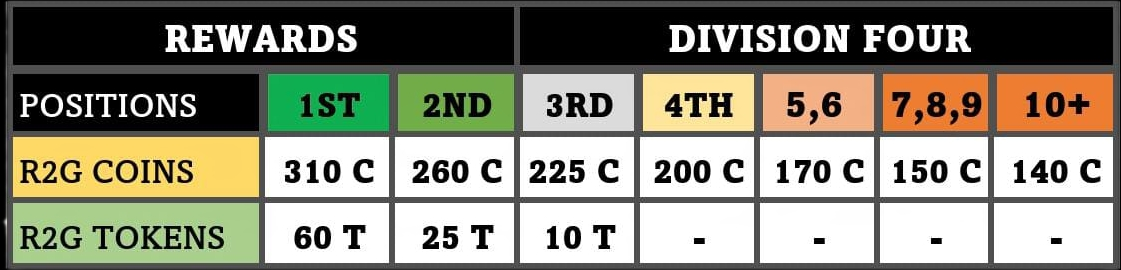 REWARDS DIVISION FOUR
POSITIONS 1ST 2ND 3RD 4TH 5,6 7,8,9 10+
R2G COINS 310 C 260 C 225 C 200 C 170 C 150 C 140 C
R2G TOKENS 60 T 25 T 10 T - - - -